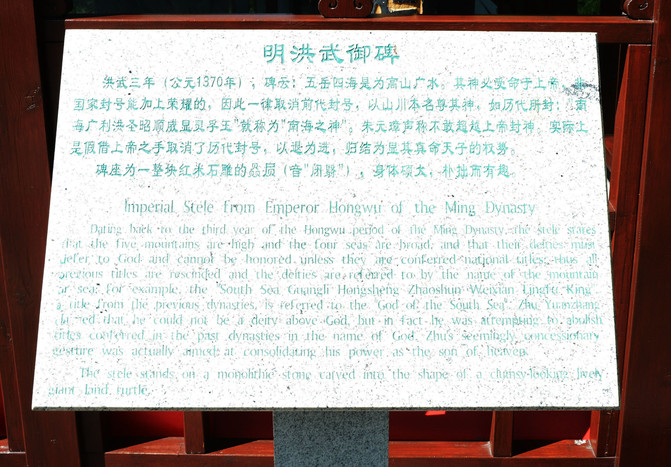 明洪武御碑
洪武三年（公元1370年），碑云：五岳四海是为高山广水。其神必受命于上帝，非
国家封号能加上荣耀的，因此一律取消前代封号，以山川本名尊其神，如历代所封：“南
海广利洪圣昭顺威显灵孚王”就称为“南海之神”。朱元璋声称不敢超越上帝封神，实际上
是假借上帝之手取消了历代封号，以退为进，归结为显其真命天子的权势。
碑座为一整块红米石雕的赑屃（音“闭夥”），身体硕大，朴拙而有趣。
Imperial Stele from Emperor Hongwu of the Ming Dynasty
Dating back to the third year of the Hongwu period of the Ming Dynasty, the stele states
that the five mountains are high and the four seas are broad, and that their deities must
defer to God and cannot be honored unless they are conferred national titles; thus all
previous titles are rescinded and the deities are referred to by the name of the mountain
or sea. For example, the "South Sea Guangli Hongsheng Zhaoshun Weixian Lingfu King",
a title from the previous dynasties, is referred to the "God of the South Sea". Zhu Yuanzhang
claimed that he could not be a deity above God, but in fact he was attempting to abolish
titles conferred in the past dynasties in the name of God. Zhu's seemingly concessionary
gesture was actually aimed at consolidating his power as the son of heaven.
The stele stands on a monolithic stone carved into the shape of a clumsy-looking lively
giant land turtle.